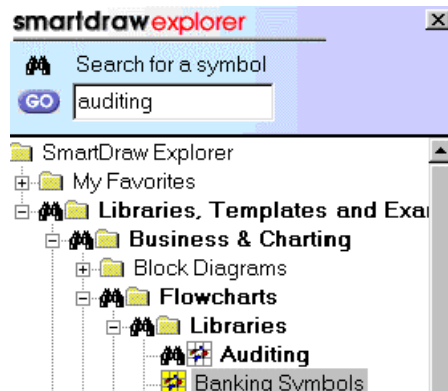 smartdraw explorer
Search for a symbol
GO auditing
SmartDraw Explorer
My Favorites
Libraries, Templates and Exa
Business & Charting
Block Diagrams
Flowcharts
Libraries
Auditing
Banking Symbols